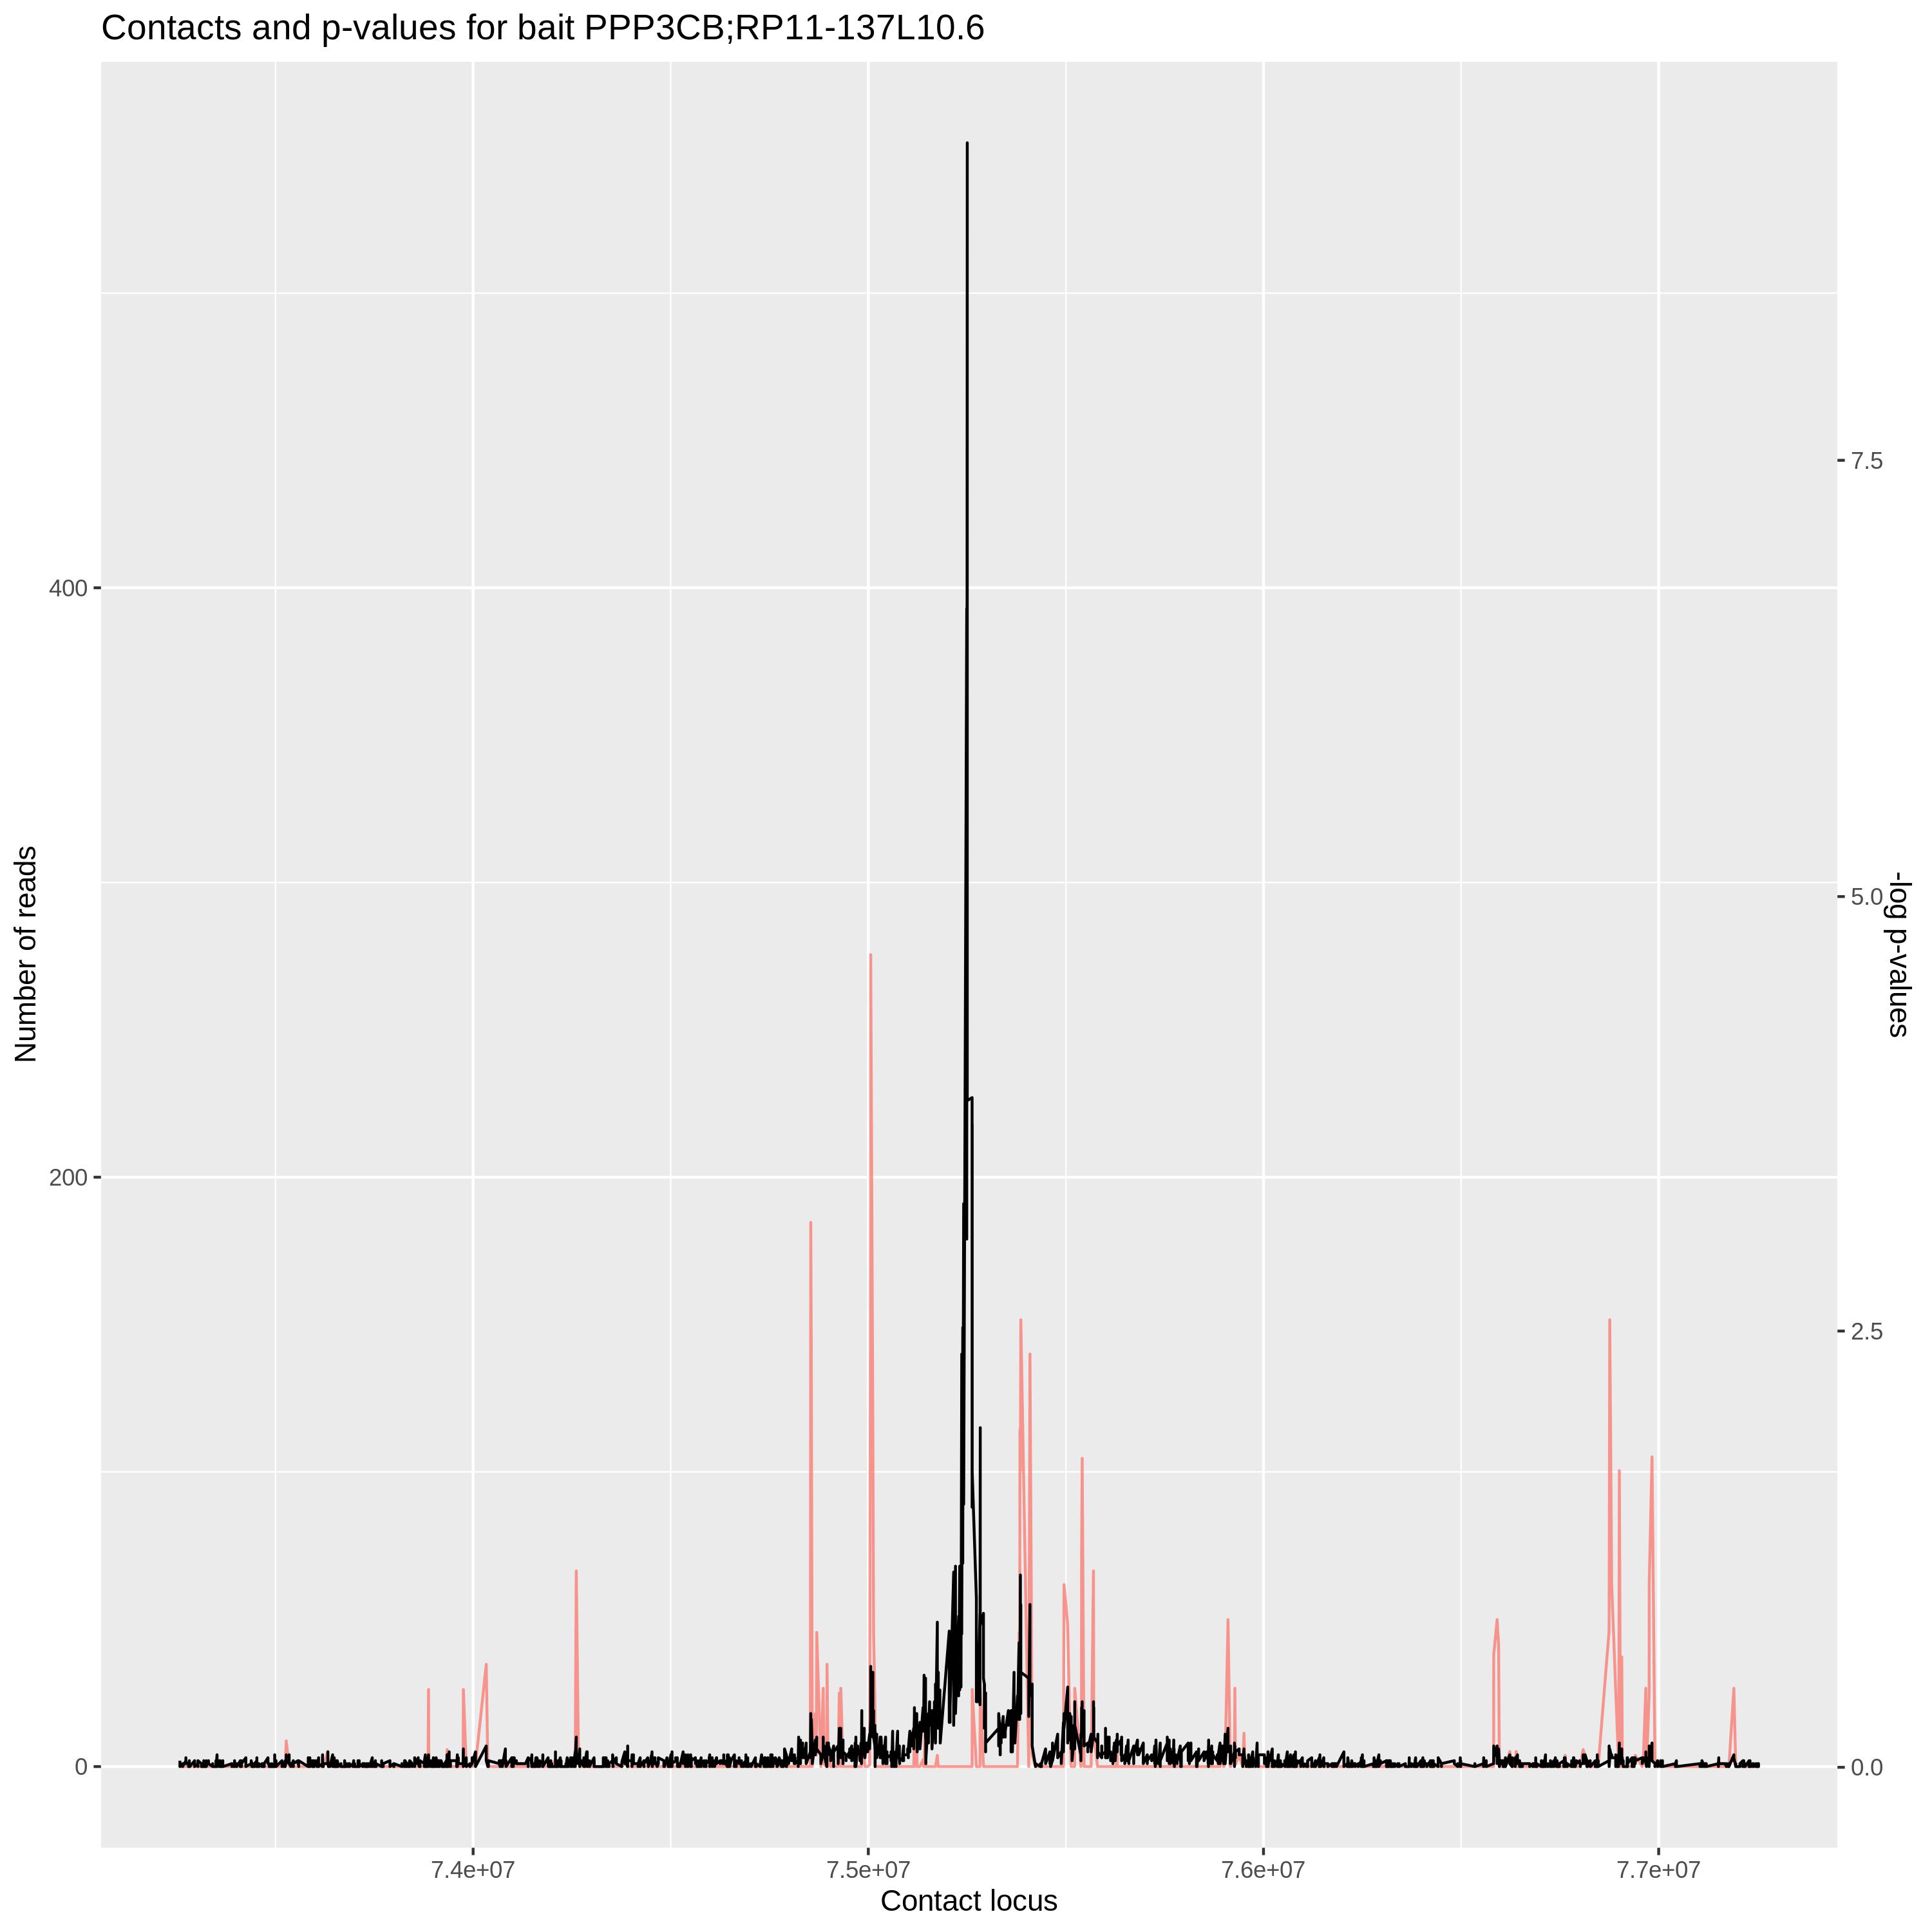 Contacts and p-values for bait PPP3CB;RP11-137L10.6
Number of reads
400
200
0
7.5
5.0
2.5
0.0
-log p-values
7.4e+07
7.5e+07
7.6e+07
7.7e+07
Contact locus